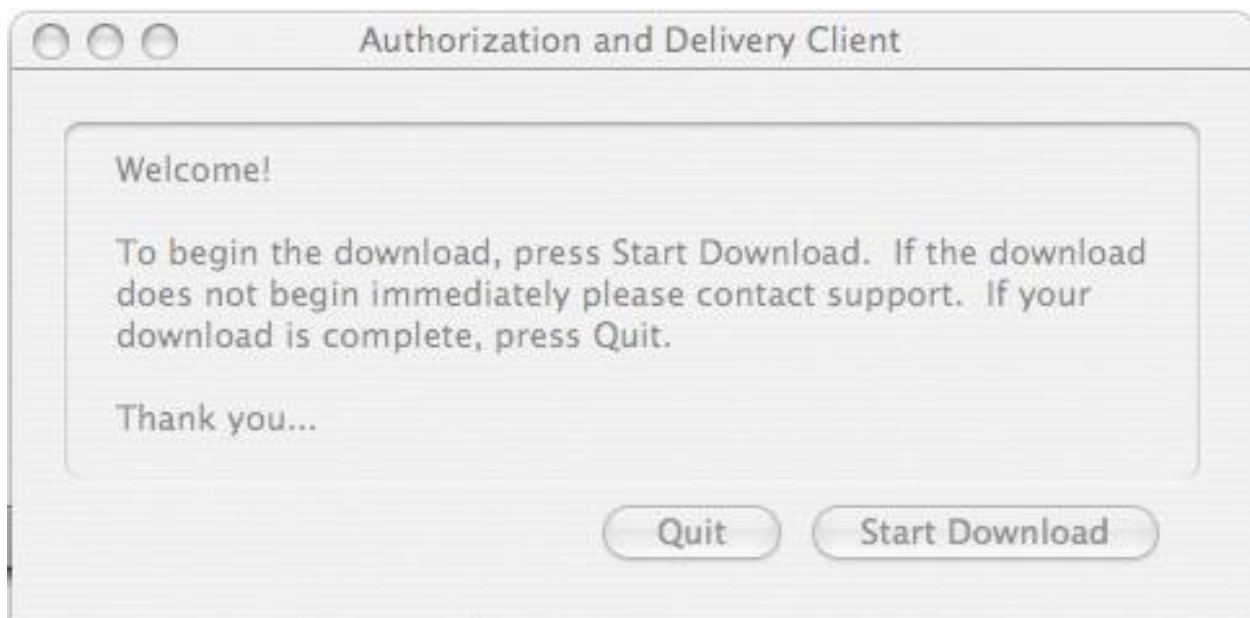 Authorization and Delivery Client
Welcome!
To begin the download, press Start Download.  If the download
does not begin immediately please contact support.  If your
download is complete, press Quit.
Thank you...
Quit
Start Download